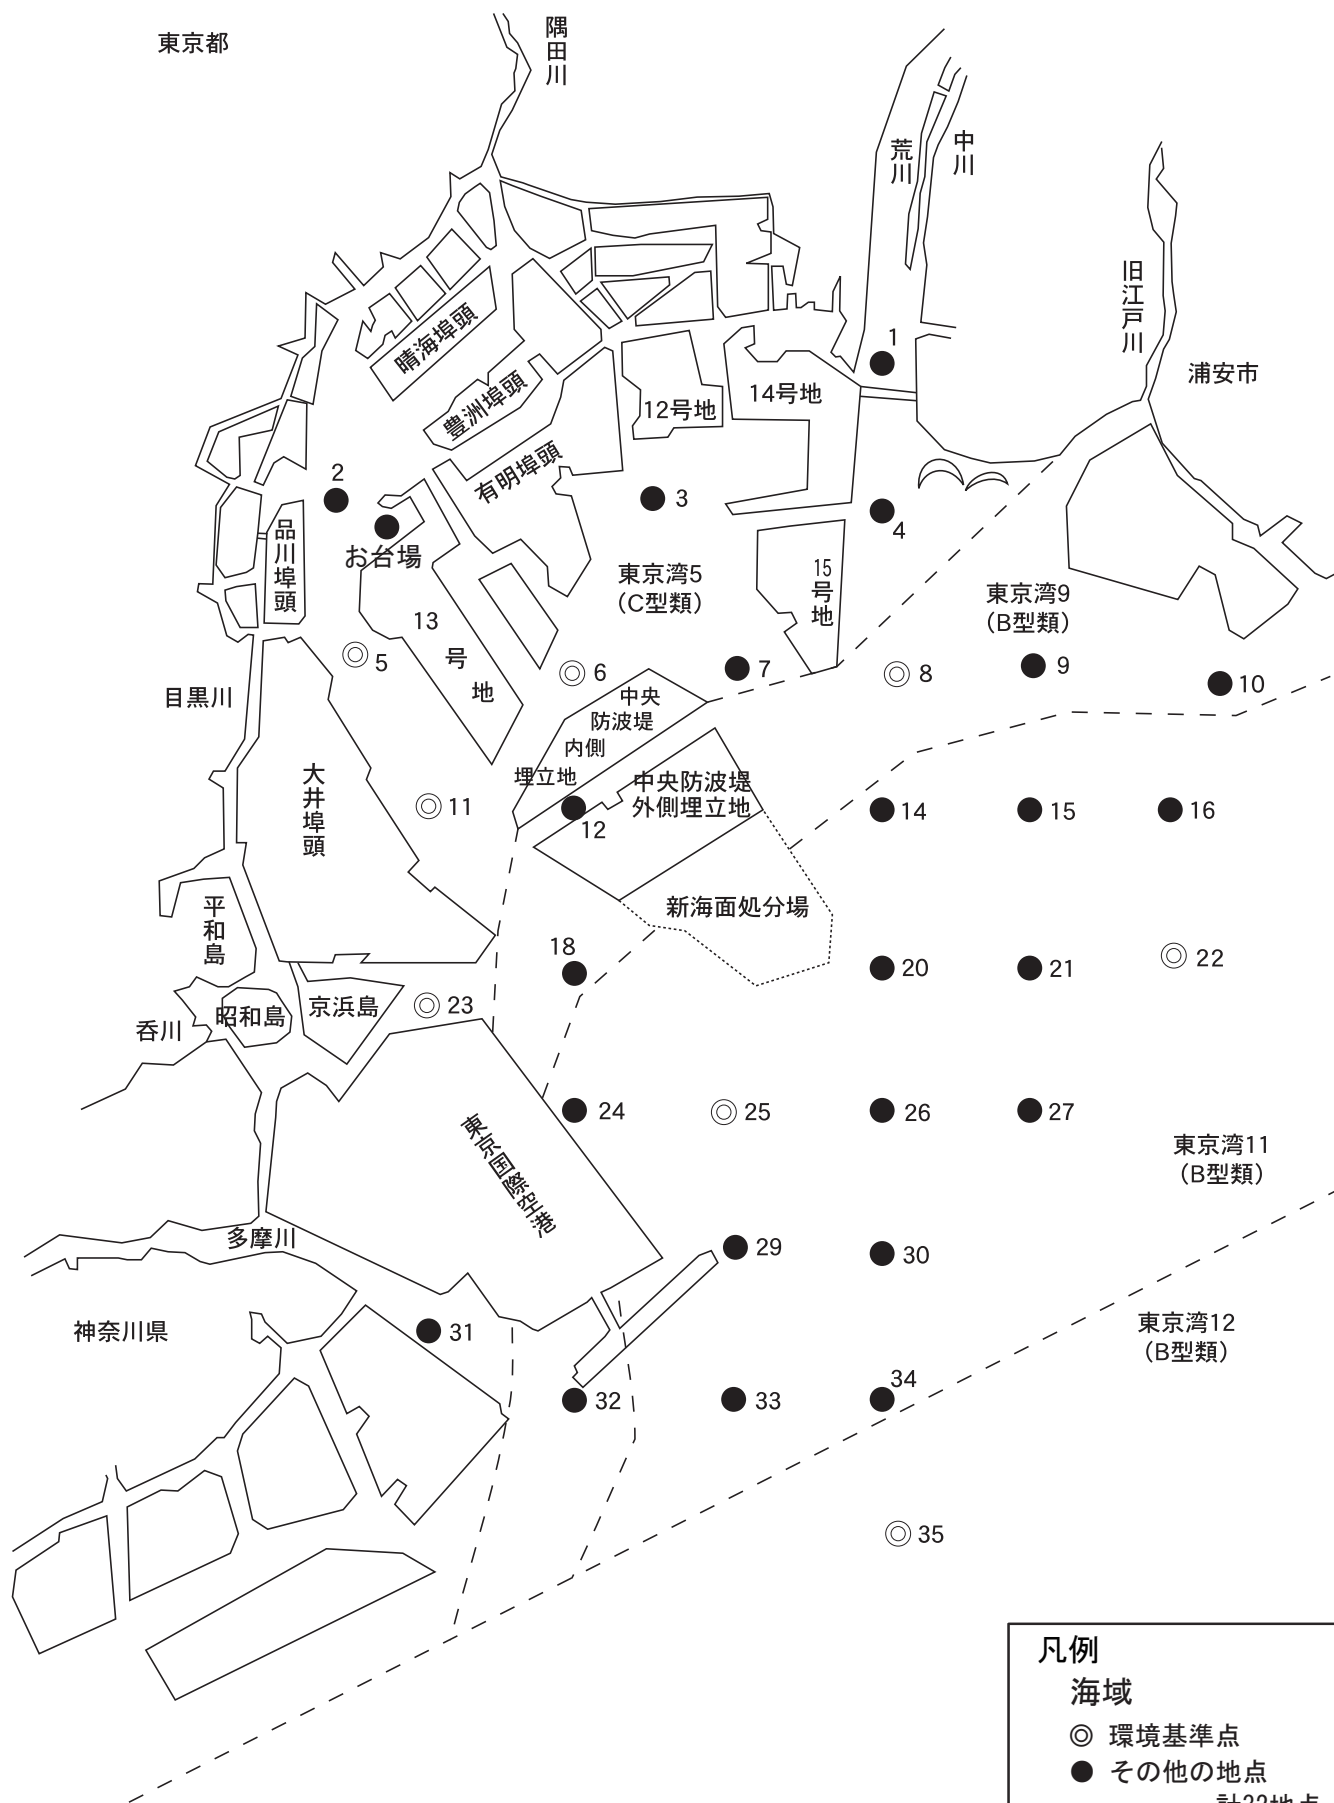 東京都
隅田川
荒川
中川
旧江戸川
浦安市
1
晴海埠頭
豊洲埠頭
有明埠頭
12号地
14号地
2
3
4
お台場
品川埠頭
13号地
東京湾5
（C型類）
15号地
東京湾9
（B型類）
5
6
7
8
9
10
目黒川
中央
防波堤
内側
埋立地
中央防波堤
外側埋立地
大井埠頭
11
12
14
15
16
新海面処分場
平和島
18
20
21
22
昭和島
京浜島
23
呑川
24
25
26
27
東京国際空港
東京湾11
（B型類）
多摩川
29
30
神奈川県
31
東京湾12
（B型類）
32
33
34
35
凡例
海域
◎ 環境基準点
● その他の地点